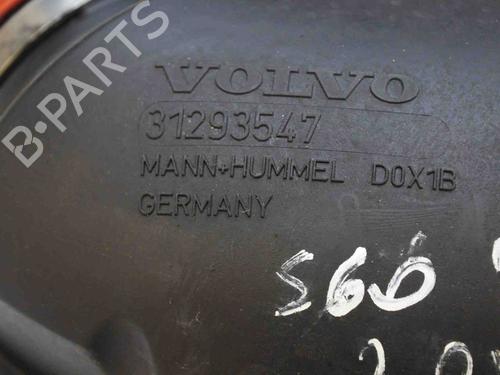 B-PARTS
VOLVO
31293547
MANN+HUMMEL D0X1B
GERMANY
S60